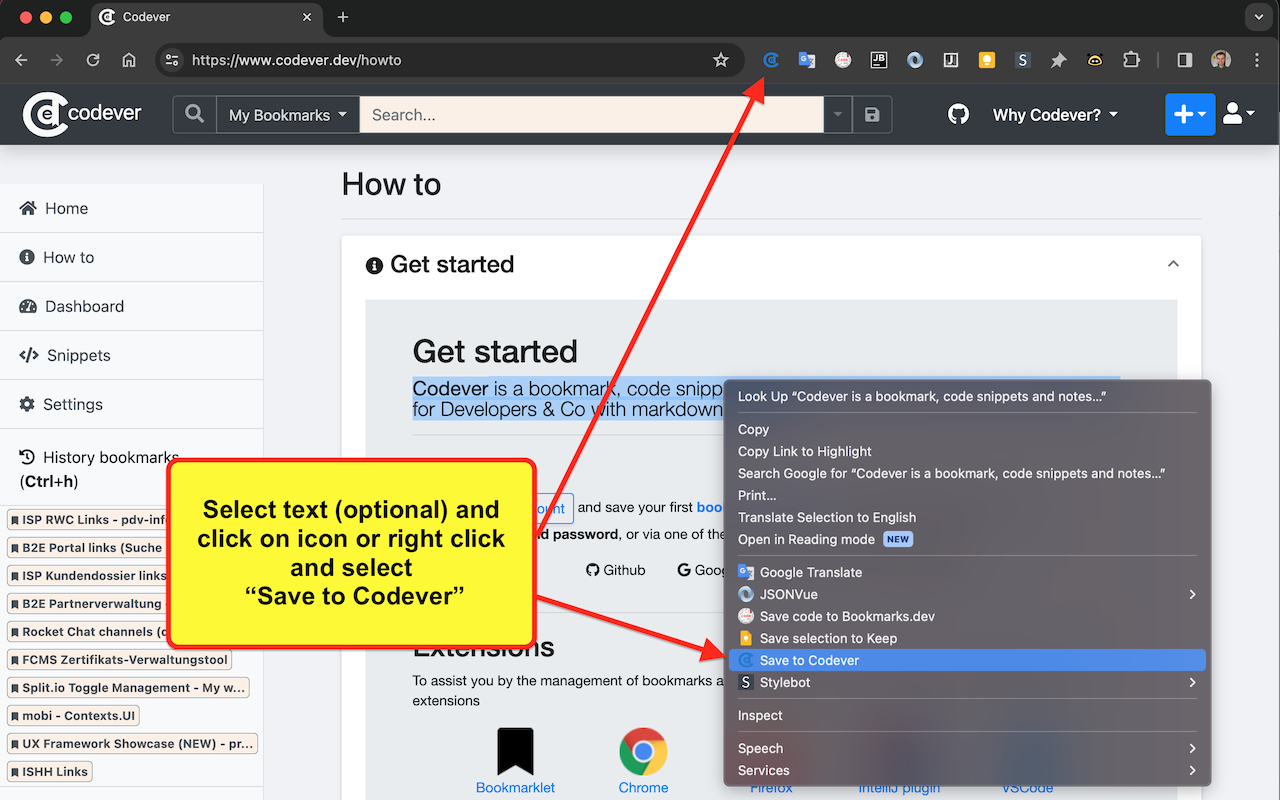 Codever
https://www.codever.dev/howto
codever
My Bookmarks
Search...
Why Codever?
Home
How to
Dashboard
Snippets
Settings
History bookmarks
(Ctrl+h)
ISP RWC Links - pdv-inf
B2E Portal links (Suche
ISP Kundendossier links
B2E Partnerverwaltung
Rocket Chat channels (
FCMS Zertifikats-Verwaltungstool
Split.io Toggle Management - My w...
mobi - Contexts.UI
UX Framework Showcase (NEW) - pr...
ISHH Links
How to
Get started
Get started
Codever is a bookmark, code snipp
for Developers & Co with markdown
ount and save your first boo
d password, or via one of the
Github
Goog
Extensions
To assist you by the management of bookmarks a
extensions
Bookmarklet
Chrome
Firefox
IntelliJ plugin
VSCode
Select text (optional) and
click on icon or right click
and select
“Save to Codever”
Look Up “Codever is a bookmark, code snippets and notes...”
Copy
Copy Link to Highlight
Search Google for “Codever is a bookmark, code snippets and notes...”
Print...
Translate Selection to English
Open in Reading mode NEW
Google Translate
JSONVue
Save code to Bookmarks.dev
Save selection to Keep
Save to Codever
Stylebot
Inspect
Speech
Services